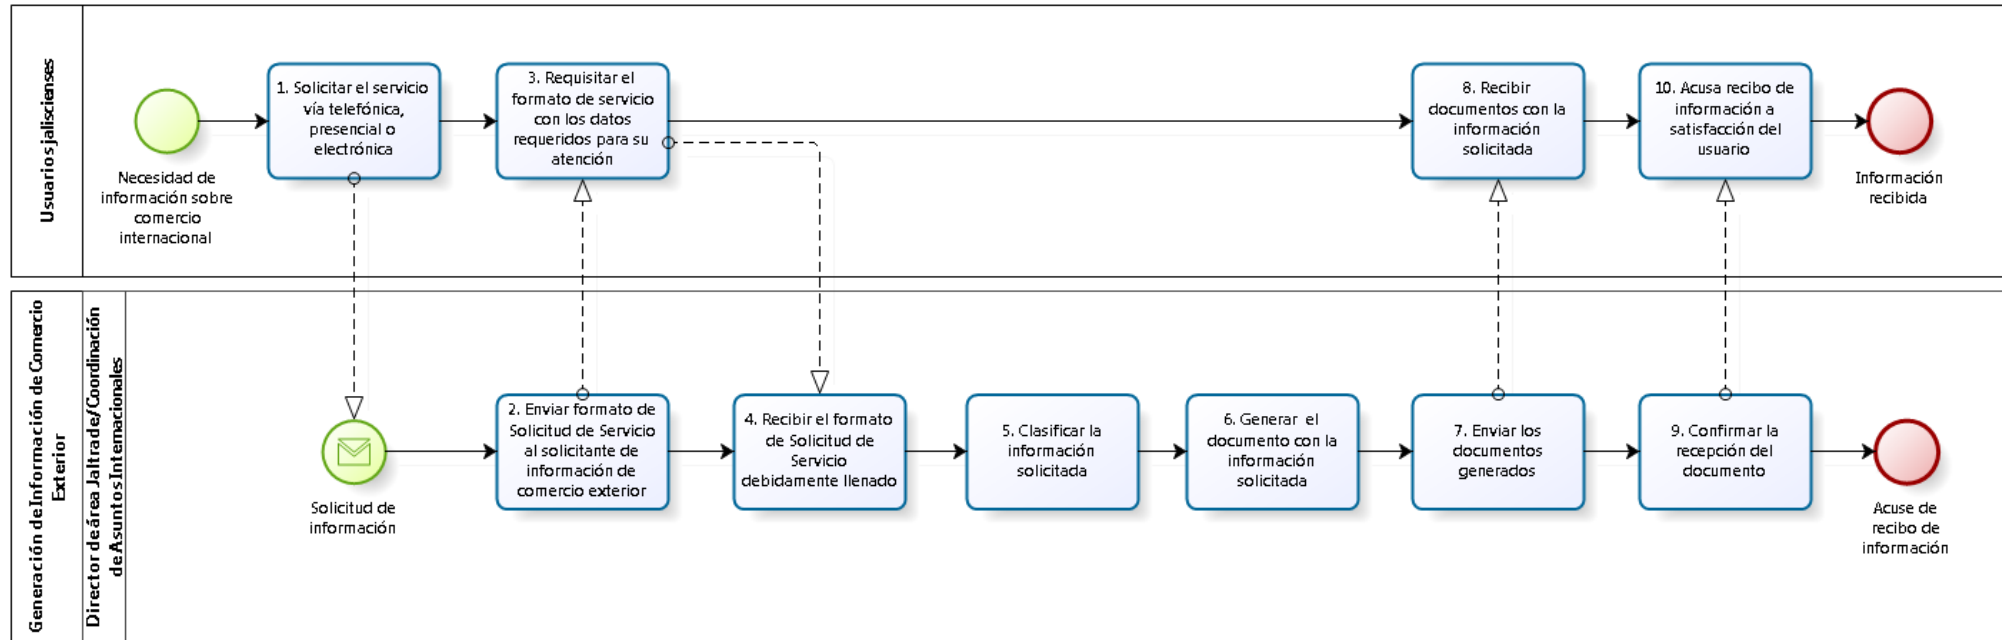 Usuarios jaliscienses
Necesidad de
información sobre
comercio
internacional
1. Solicitar el servicio
vía telefónica,
presencial o
electrónica
3. Requisitar el
formato de servicio
con los datos
requeridos para su
atención
8. Recibir
documentos con la
información
solicitada
10. Acusa recibo de
información a
satisfacción del
usuario
Información
recibida
Generación de Información de Comercio
Exterior
Director de área Jaltrade/ Coordinación
de Asuntos Internacionales
Solicitud de
información
2. Enviar formato de
Solicitud de Servicio
al solicitante de
información de
comercio exterior
4. Recibir el formato
de Solicitud de
Servicio
debidamente llenado
5. Clasificar la
información
solicitada
6. Generar el
documento con la
información
solicitada
7. Enviar los
documentos
generados
9. Confirmar la
recepción del
documento
Acuse de
recibo de
información